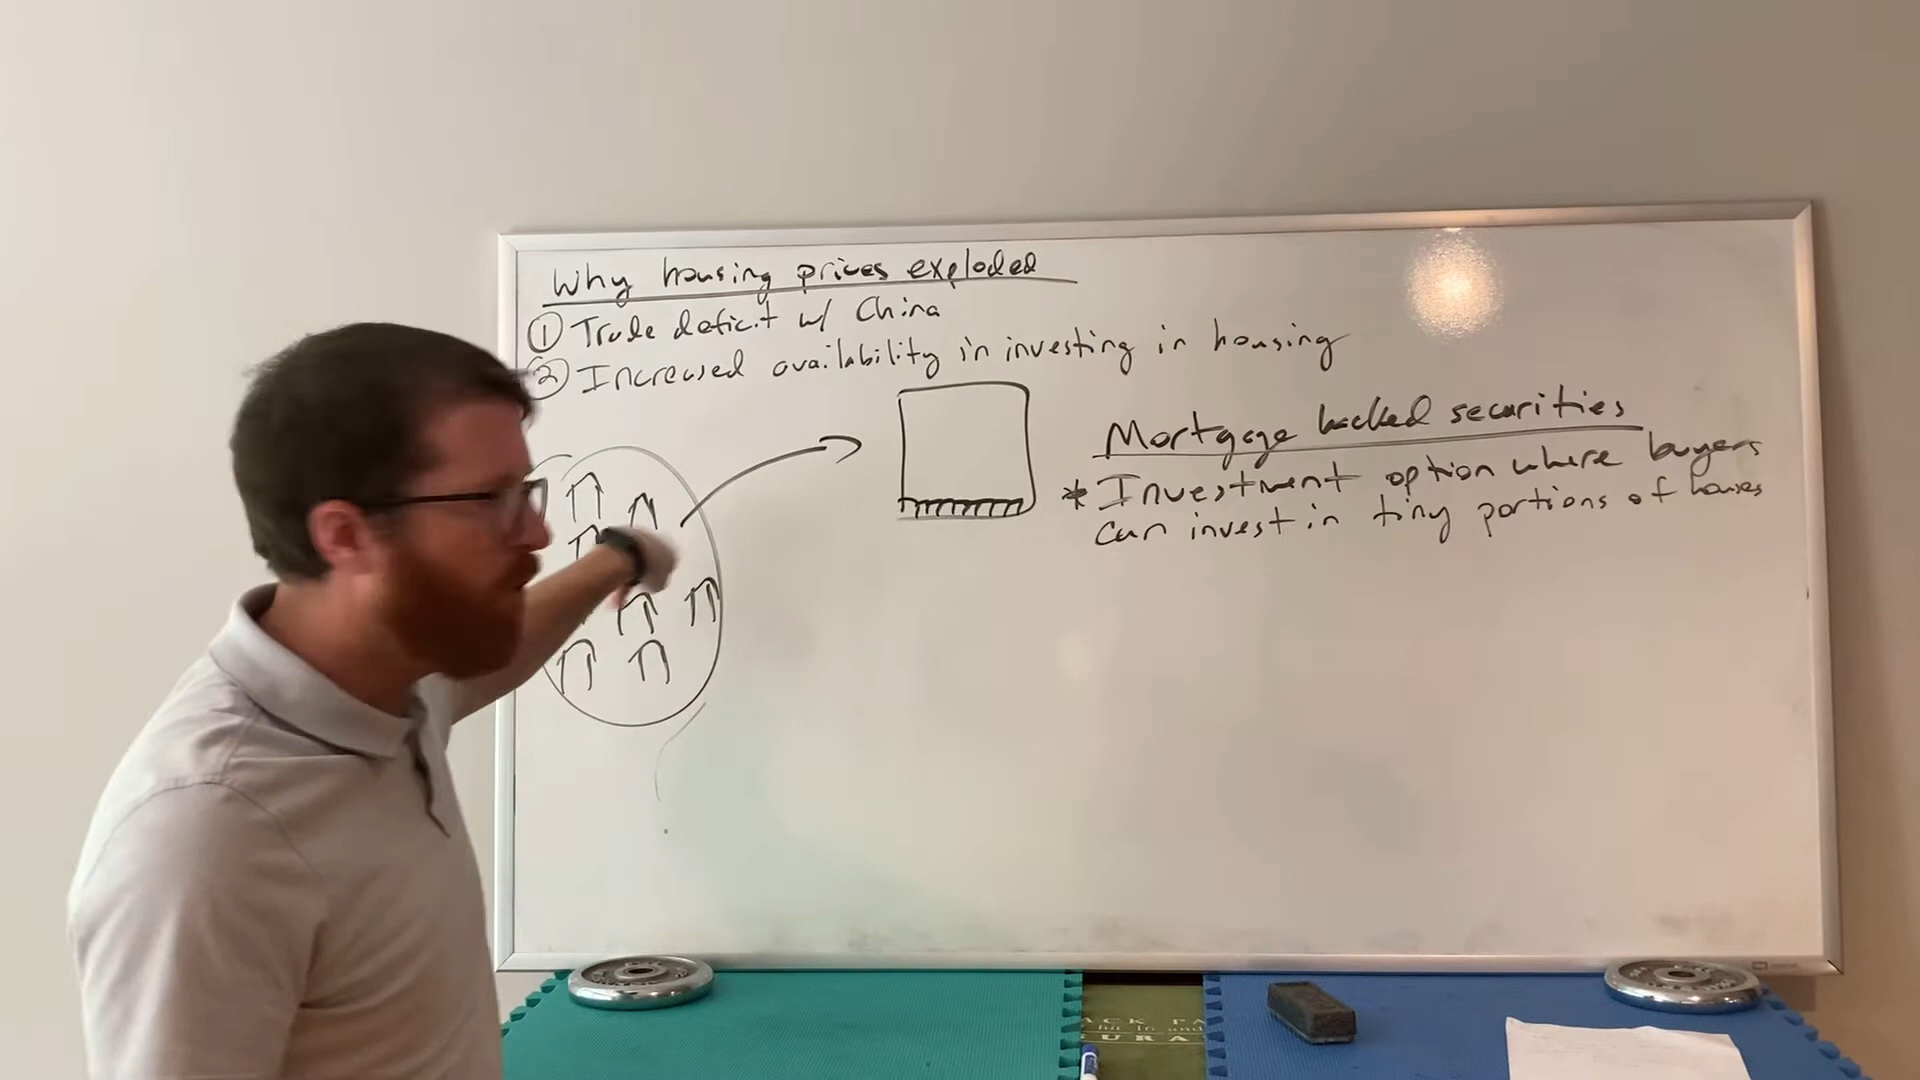 Why housing prices exploded
① Trade deficit w/ China
② Increased availability in investing in housing
Mortgage backed securities
* Investment option where buyers
can invest in tiny portions of houses